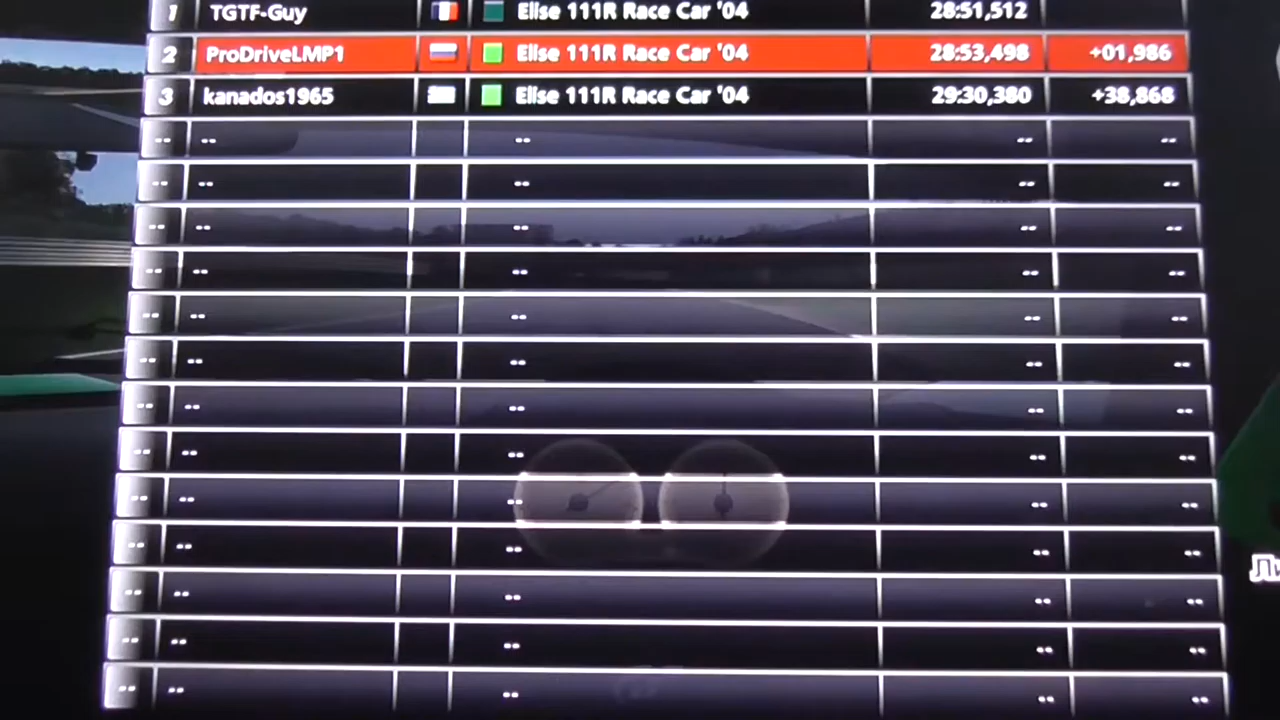 1 TGTF-Guy Elise 111R Race Car '04 28:51,512
2 ProDriveLMP1 Elise 111R Race Car '04 28:53,498 +01,986
3 kanados1965 Elise 111R Race Car '04 29:30,380 +38,868
-- -- -- -- --
-- -- -- -- --
-- -- -- -- --
-- -- -- -- --
-- -- -- -- --
-- -- -- -- --
-- -- -- -- --
-- -- -- -- --
-- -- -- -- --
-- -- -- -- --
-- -- -- -- --
-- -- -- -- --
-- -- -- -- --